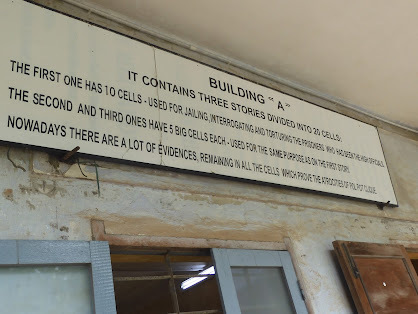 BUILDING "A"
IT CONTAINS THREE STORIES DIVIDED INTO 20 CELLS:
THE FIRST ONE HAS 10 CELLS - USED FOR JAILING, INTERROGATING AND TORTURING THE PRISONERS WHO HAS BEEN THE HIGH OFFICIALS.
THE SECOND AND THIRD ONES HAVE 5 BIG CELLS EACH - USED FOR THE SAME PURPOSE AS ON THE FIRST STORY.
NOWADAYS THERE ARE A LOT OF EVIDENCES, REMAINING IN ALL THE CELLS, WHICH PROVE THE ATROCITIES OF POL POT CLIQUE.